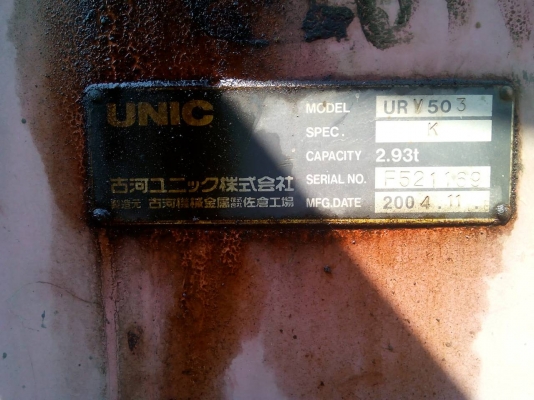 UNIC
MODEL URV503
SPEC. K
CAPACITY 2.93t
古河ユニック株式会社
SERIAL NO.
製造元 古河機械金属株式会社佐倉工場
MFG.DATE 2004.11.